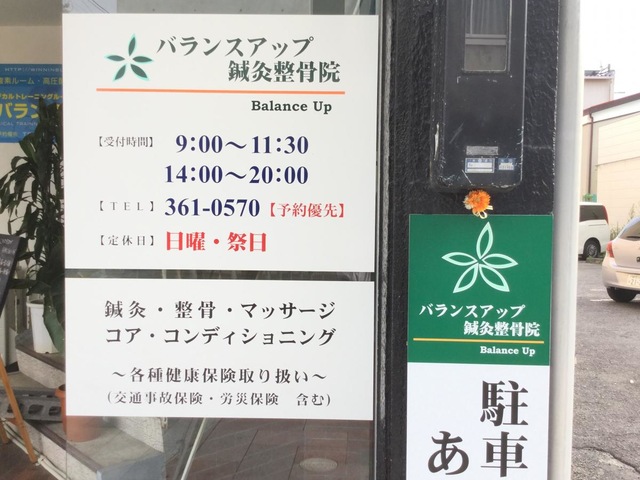 バランスアップ
鍼灸整骨院
Balance Up
【受付時間】 9:00～11:30
14:00～20:00
【TEL】 361-0570【予約優先】
【定休日】 日曜・祭日
鍼灸・整骨・マッサージ
コア・コンディショニング
～各種健康保険取り扱い～
(交通事故保険・労災保険 含む)
バランスアップ
鍼灸整骨院
Balance Up
駐車
あ